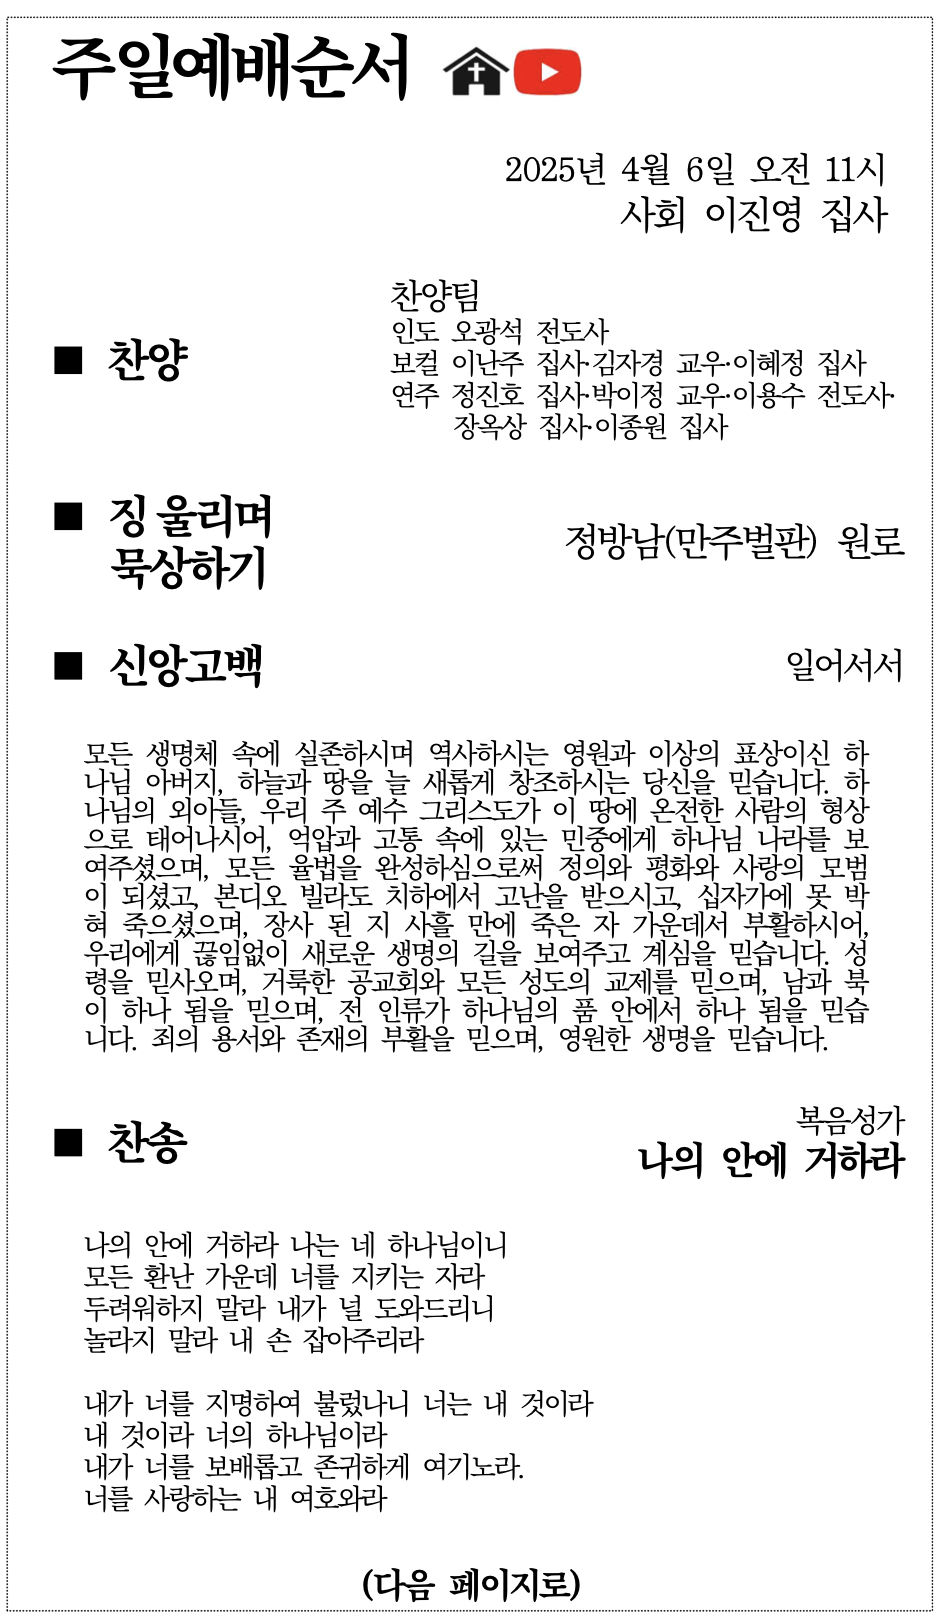 주일예배순서
2025년 4월 6일 오전 11시
사회 이진영 집사
■ 찬양
찬양팀
인도 오광석 전도사
보컬 이난주 집사·김자경 교우·이혜정 집사
연주 정진호 집사·박이정 교우·이용수 전도사·
장옥상 집사·이종원 집사
■ 징 울리며
묵상하기
정방남(만주벌판) 원로
■ 신앙고백
일어서서
모든 생명체 속에 실존하시며 역사하시는 영원과 이상의 표상이신 하
나님 아버지, 하늘과 땅을 늘 새롭게 창조하시는 당신을 믿습니다. 하
나님의 외아들, 우리 주 예수 그리스도가 이 땅에 온전한 사람의 형상
으로 태어나시어, 억압과 고통 속에 있는 민중에게 하나님 나라를 보
여주셨으며, 모든 율법을 완성하심으로써 정의와 평화와 사랑의 모범
이 되셨고, 본디오 빌라도 치하에서 고난을 받으시고, 십자가에 못 박
혀 죽으셨으며, 장사 된 지 사흘 만에 죽은 자 가운데서 부활하시어,
우리에게 끊임없이 새로운 생명의 길을 보여주고 계심을 믿습니다. 성
령을 믿사오며, 거룩한 공교회와 모든 성도의 교제를 믿으며, 남과 북
이 하나 됨을 믿으며, 전 인류가 하나님의 품 안에서 하나 됨을 믿습
니다. 죄의 용서와 존재의 부활을 믿으며, 영원한 생명을 믿습니다.
■ 찬송
복음성가
나의 안에 거하라
나의 안에 거하라 나는 네 하나님이니
모든 환난 가운데 너를 지키는 자라
두려워하지 말라 내가 널 도와드리니
놀라지 말라 내 손 잡아주리라
내가 너를 지명하여 불렀나니 너는 내 것이라
내 것이라 너의 하나님이라
내가 너를 보배롭고 존귀하게 여기노라.
너를 사랑하는 내 여호와라
(다음 페이지로)